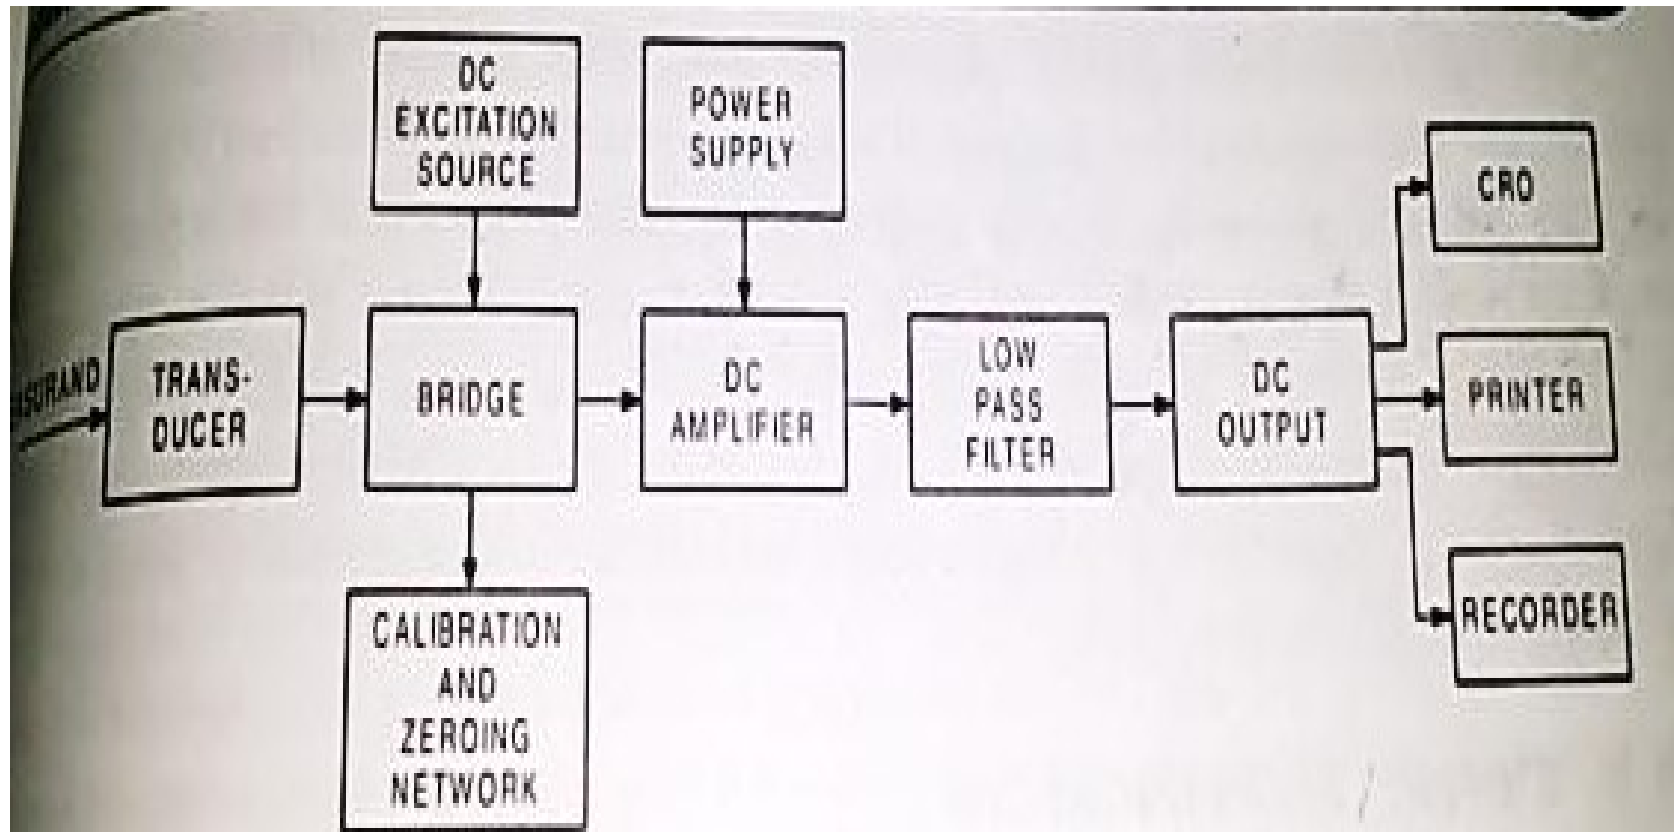 DC
EXCITATION
SOURCE
POWER
SUPPLY
CRO
TRANS-
DUCER
BRIDGE
DC
AMPLIFIER
LOW
PASS
FILTER
DC
OUTPUT
PRINTER
CALIBRATION
AND
ZEROING
NETWORK
RECORDER